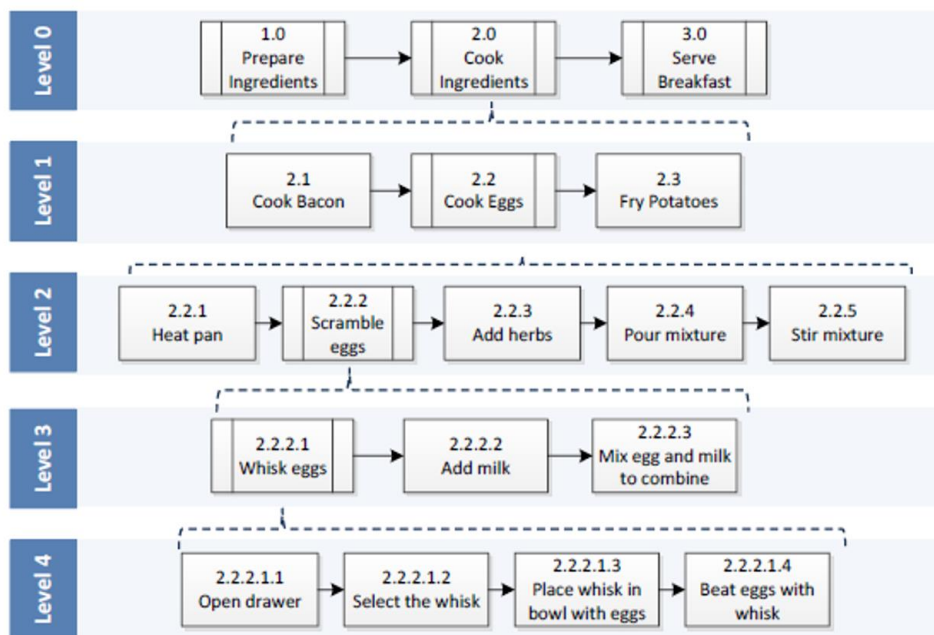 Level 0
1.0
Prepare
Ingredients
2.0
Cook
Ingredients
3.0
Serve
Breakfast
Level 1
2.1
Cook Bacon
2.2
Cook Eggs
2.3
Fry Potatoes
Level 2
2.2.1
Heat pan
2.2.2
Scramble
eggs
2.2.3
Add herbs
2.2.4
Pour mixture
2.2.5
Stir mixture
Level 3
2.2.2.1
Whisk eggs
2.2.2.2
Add milk
2.2.2.3
Mix egg and milk
to combine
Level 4
2.2.2.1.1
Open drawer
2.2.2.1.2
Select the whisk
2.2.2.1.3
Place whisk in
bowl with eggs
2.2.2.1.4
Beat eggs with
whisk